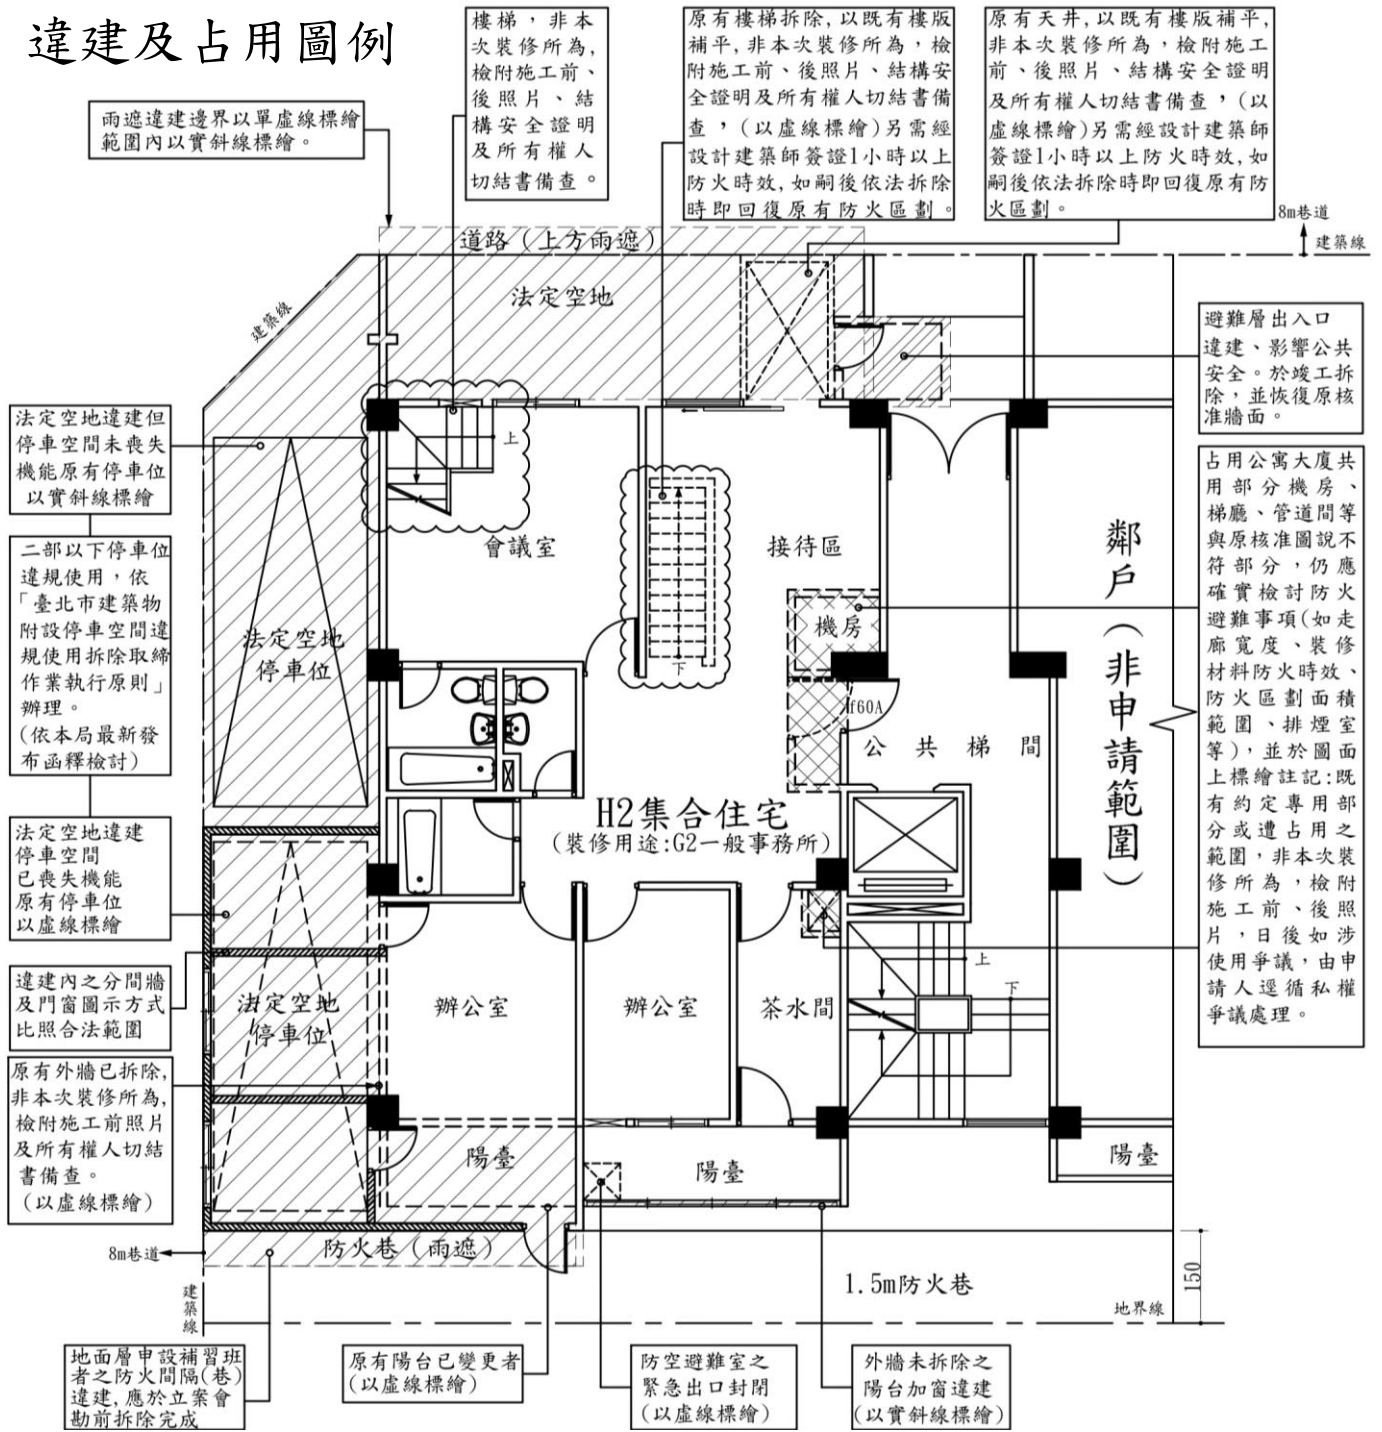 違建及占用圖例
雨遮違建邊界以單虛線標繪
範圍內以實斜線標繪。
樓梯，非本
次裝修所為,
檢附施工前、
後照片、結
構安全證明
及所有權人
切結書備查。
原有樓梯拆除,以既有樓版
補平,非本次裝修所為，檢
附施工前、後照片、結構安
全證明及所有權人切結書備
查，(以虛線標繪)另需經
設計建築師簽證1小時以上
防火時效,如嗣後依法拆除
時即回復原有防火區劃。
原有天井,以既有樓版補平,
非本次裝修所為，檢附施工
前、後照片、結構安全證明
及所有權人切結書備查，(以
虛線標繪)另需經設計建築師
簽證1小時以上防火時效,如
嗣後依法拆除時即回復原有防
火區劃。
8m巷道
建築線
道路（上方雨遮）
法定空地
建築線
避難層出入口
違建、影響公共
安全。於竣工拆
除，並恢復原核
准牆面。
法定空地違建但
停車空間未喪失
機能原有停車位
以實斜線標繪
上
會議室
接待區
下
機房
f60A
公共梯間
鄰戶（非申請範圍）
占用公寓大廈共
用部分機房、
梯廳、管道間等
與原核准圖說不
符部分，仍應
確實檢討防火
避難事項(如走
廊寬度、裝修
材料防火時效、
防火區劃面積
範圍、排煙室
等)，並於圖面
上標繪註記:既
有約定專用部
分或遭占用之
範圍，非本次裝
修所為，檢附
施工前、後照
片，日後如涉
使用爭議，由申
請人逕循私權
爭議處理。
二部以下停車位
違規使用，依
「臺北市建築物
附設停車空間違
規使用拆除取締
作業執行原則」
辦理。
(依本局最新發
布函釋檢討)
法定空地
停車位
H2集合住宅
(裝修用途:G2一般事務所)
法定空地違建
停車空間
已喪失機能
原有停車位
以虛線標繪
違建內之分間牆
及門窗圖示方式
比照合法範圍
法定空地
停車位
辦公室
辦公室
茶水間
上
下
原有外牆已拆除,
非本次裝修所為,
檢附施工前照片
及所有權人切結
書備查。
(以虛線標繪)
陽臺
陽臺
陽臺
8m巷道
防火巷（雨遮）
建築線
1.5m防火巷
地界線
150
地面層申設補習班
者之防火間隔(巷)
違建,應於立案會
勘前拆除完成
原有陽台已變更者
(以虛線標繪)
防空避難室之
緊急出口封閉
(以虛線標繪)
外牆未拆除之
陽台加窗違建
(以實斜線標繪)